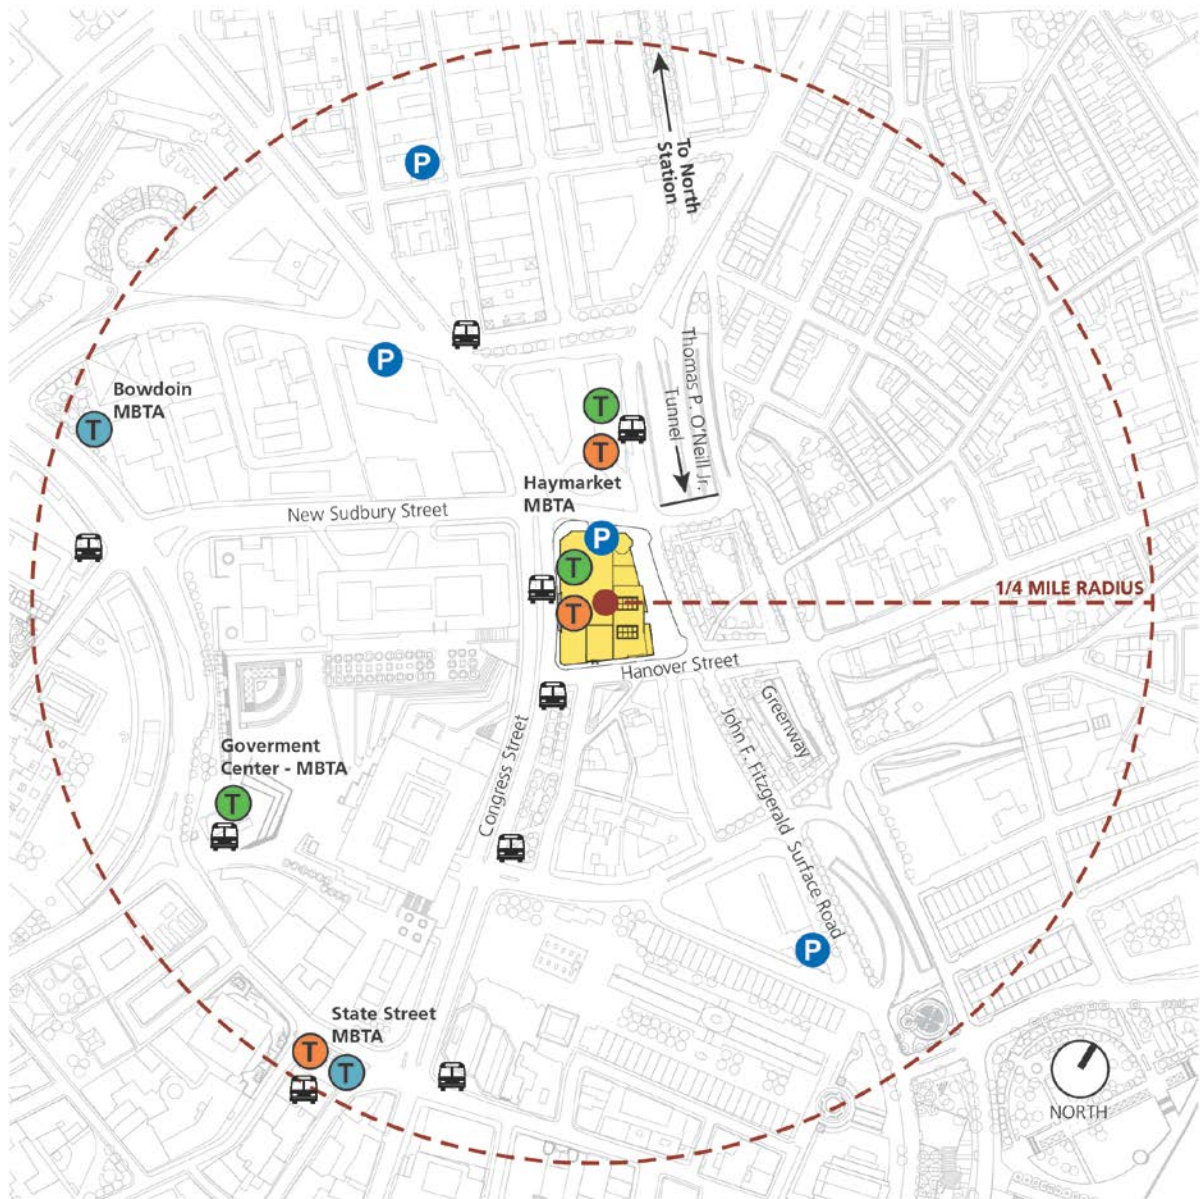 P
To North
Station
P
Bowdoin
MBTA
T
Thomas P. O'Neill Jr.
Tunnel
T
T
Haymarket
MBTA
New Sudbury Street
P
T
T
1/4 MILE RADIUS
Hanover Street
Greenway
John F. Fitzgerald Surface Road
Congress Street
Goverment
Center - MBTA
T
P
State Street
MBTA
T
T
NORTH